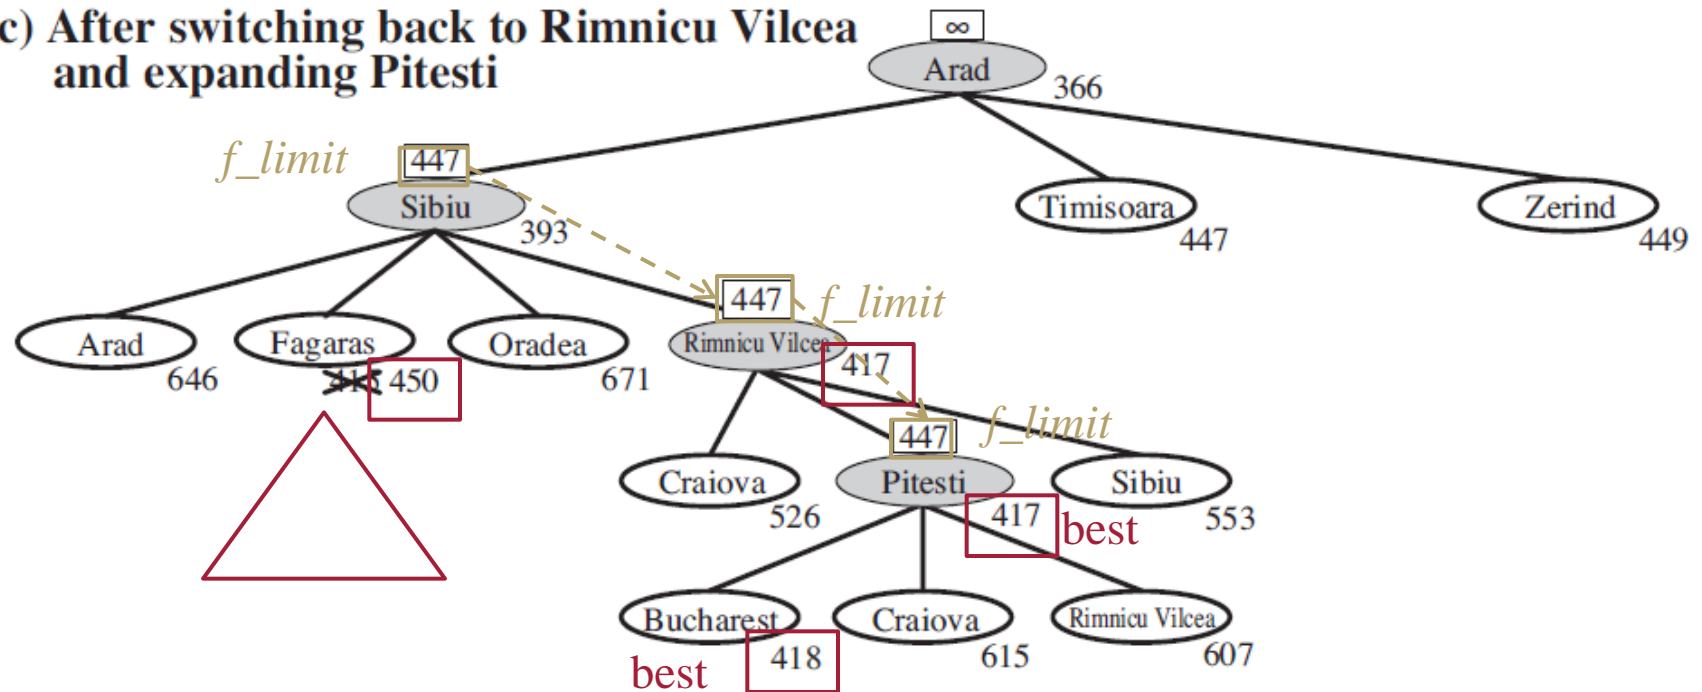 c) After switching back to Rimnicu Vilcea
and expanding Pitesti
∞
Arad
366
f_limit
447
Sibiu
393
Timisoara
447
Zerind
449
447
f_limit
Arad
646
Fagaras
415 450
Oradea
671
Rimnicu Vilcea
417
447
f_limit
Craiova
526
Pitesti
417
best
Sibiu
553
Bucharest
best
418
Craiova
615
Rimnicu Vilcea
607